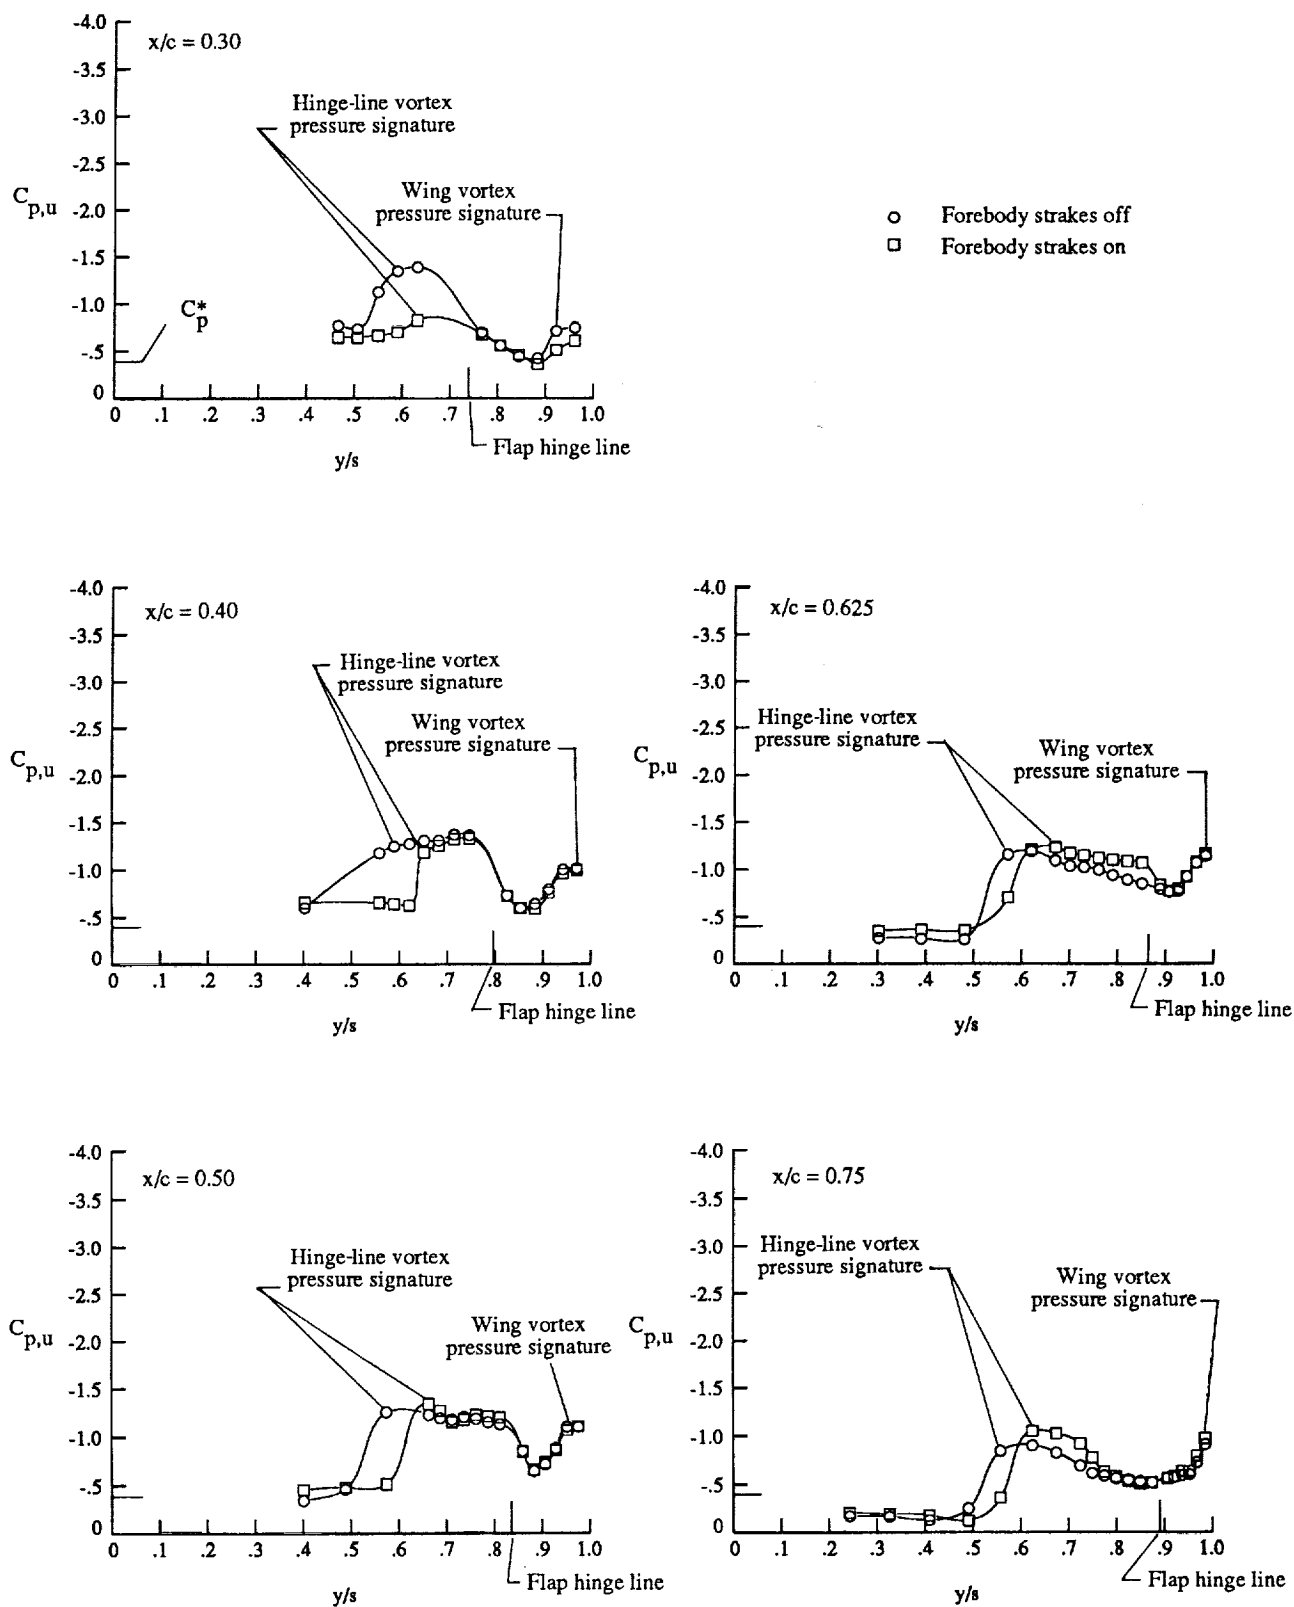 x/c = 0.30
-4.0
-3.5
-3.0
-2.5
-2.0
-1.5
-1.0
-.5
0
C p,u
Hinge-line vortex
pressure signature
Wing vortex
pressure signature
C*p
0 .1 .2 .3 .4 .5 .6 .7 .8 .9 1.0
Flap hinge line
y/s
Forebody strakes off
Forebody strakes on
x/c = 0.40
-4.0
-3.5
-3.0
-2.5
-2.0
-1.5
-1.0
-.5
0
C p,u
Hinge-line vortex
pressure signature
Wing vortex
pressure signature
0 .1 .2 .3 .4 .5 .6 .7 .8 .9 1.0
Flap hinge line
y/s
x/c = 0.625
-4.0
-3.5
-3.0
-2.5
-2.0
-1.5
-1.0
-.5
0
C p,u
Hinge-line vortex
pressure signature
Wing vortex
pressure signature
0 .1 .2 .3 .4 .5 .6 .7 .8 .9 1.0
Flap hinge line
y/s
x/c = 0.50
-4.0
-3.5
-3.0
-2.5
-2.0
-1.5
-1.0
-.5
0
C p,u
Hinge-line vortex
pressure signature
Wing vortex
pressure signature
0 .1 .2 .3 .4 .5 .6 .7 .8 .9 1.0
Flap hinge line
y/s
x/c = 0.75
-4.0
-3.5
-3.0
-2.5
-2.0
-1.5
-1.0
-.5
0
C p,u
Hinge-line vortex
pressure signature
Wing vortex
pressure signature
0 .1 .2 .3 .4 .5 .6 .7 .8 .9 1.0
Flap hinge line
y/s